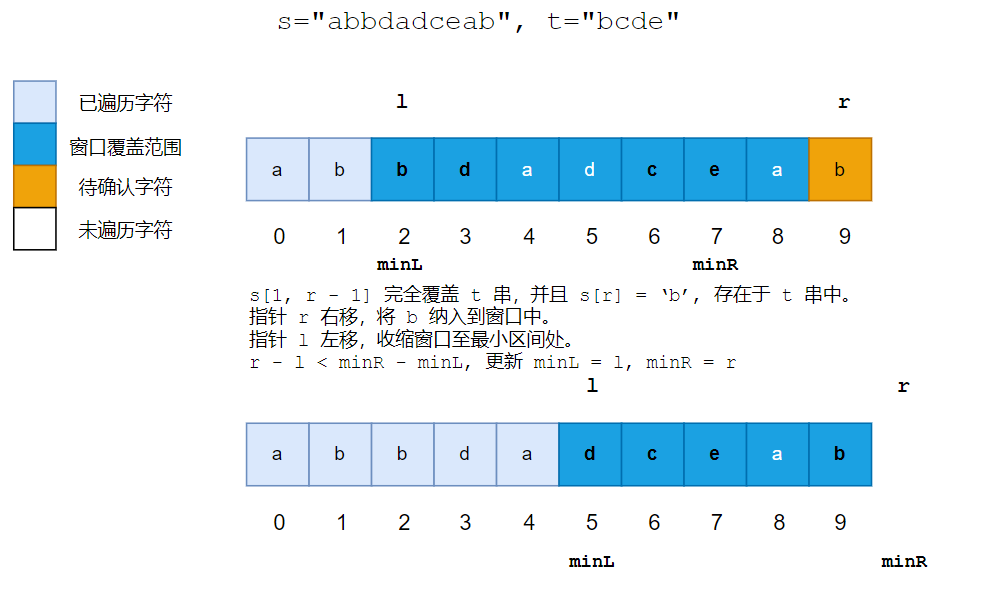 s="abbdadceab", t="bcde"
已遍历字符
窗口覆盖范围
待确认字符
未遍历字符
l r
a b b d a d c e a b
0 1 2 3 4 5 6 7 8 9
minL minR
s[l, r - 1] 完全覆盖 t 串, 并且 s[r] = ‘b’, 存在于 t 串中。
指针 r 右移, 将 b 纳入到窗口中。
指针 l 左移, 收缩窗口至最小区间处。
r - l < minR - minL, 更新 minL = l, minR = r
l r
a b b d a d c e a b
0 1 2 3 4 5 6 7 8 9
minL minR